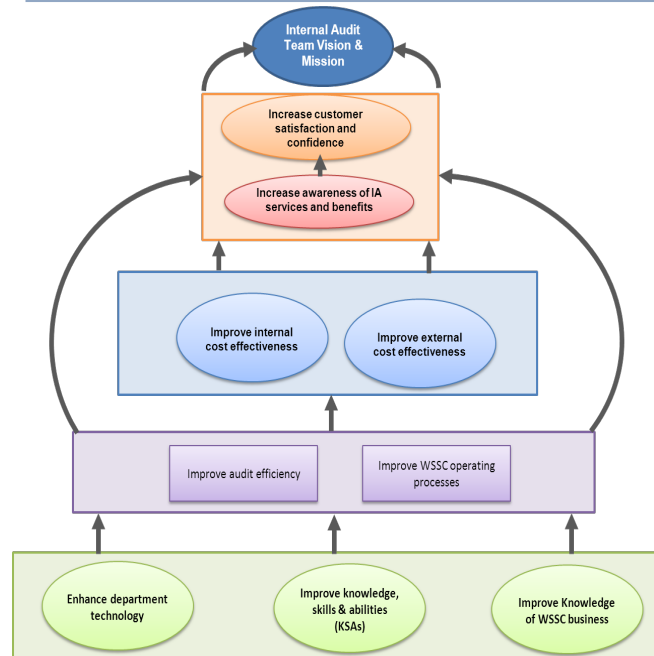 Internal Audit
Team Vision &
Mission
Increase customer
satisfaction and
confidence
Increase awareness of IA
services and benefits
Improve internal
cost effectiveness
Improve external
cost effectiveness
Improve audit efficiency
Improve WSSC operating
processes
Enhance department
technology
Improve knowledge,
skills & abilities
(KSAs)
Improve Knowledge
of WSSC business